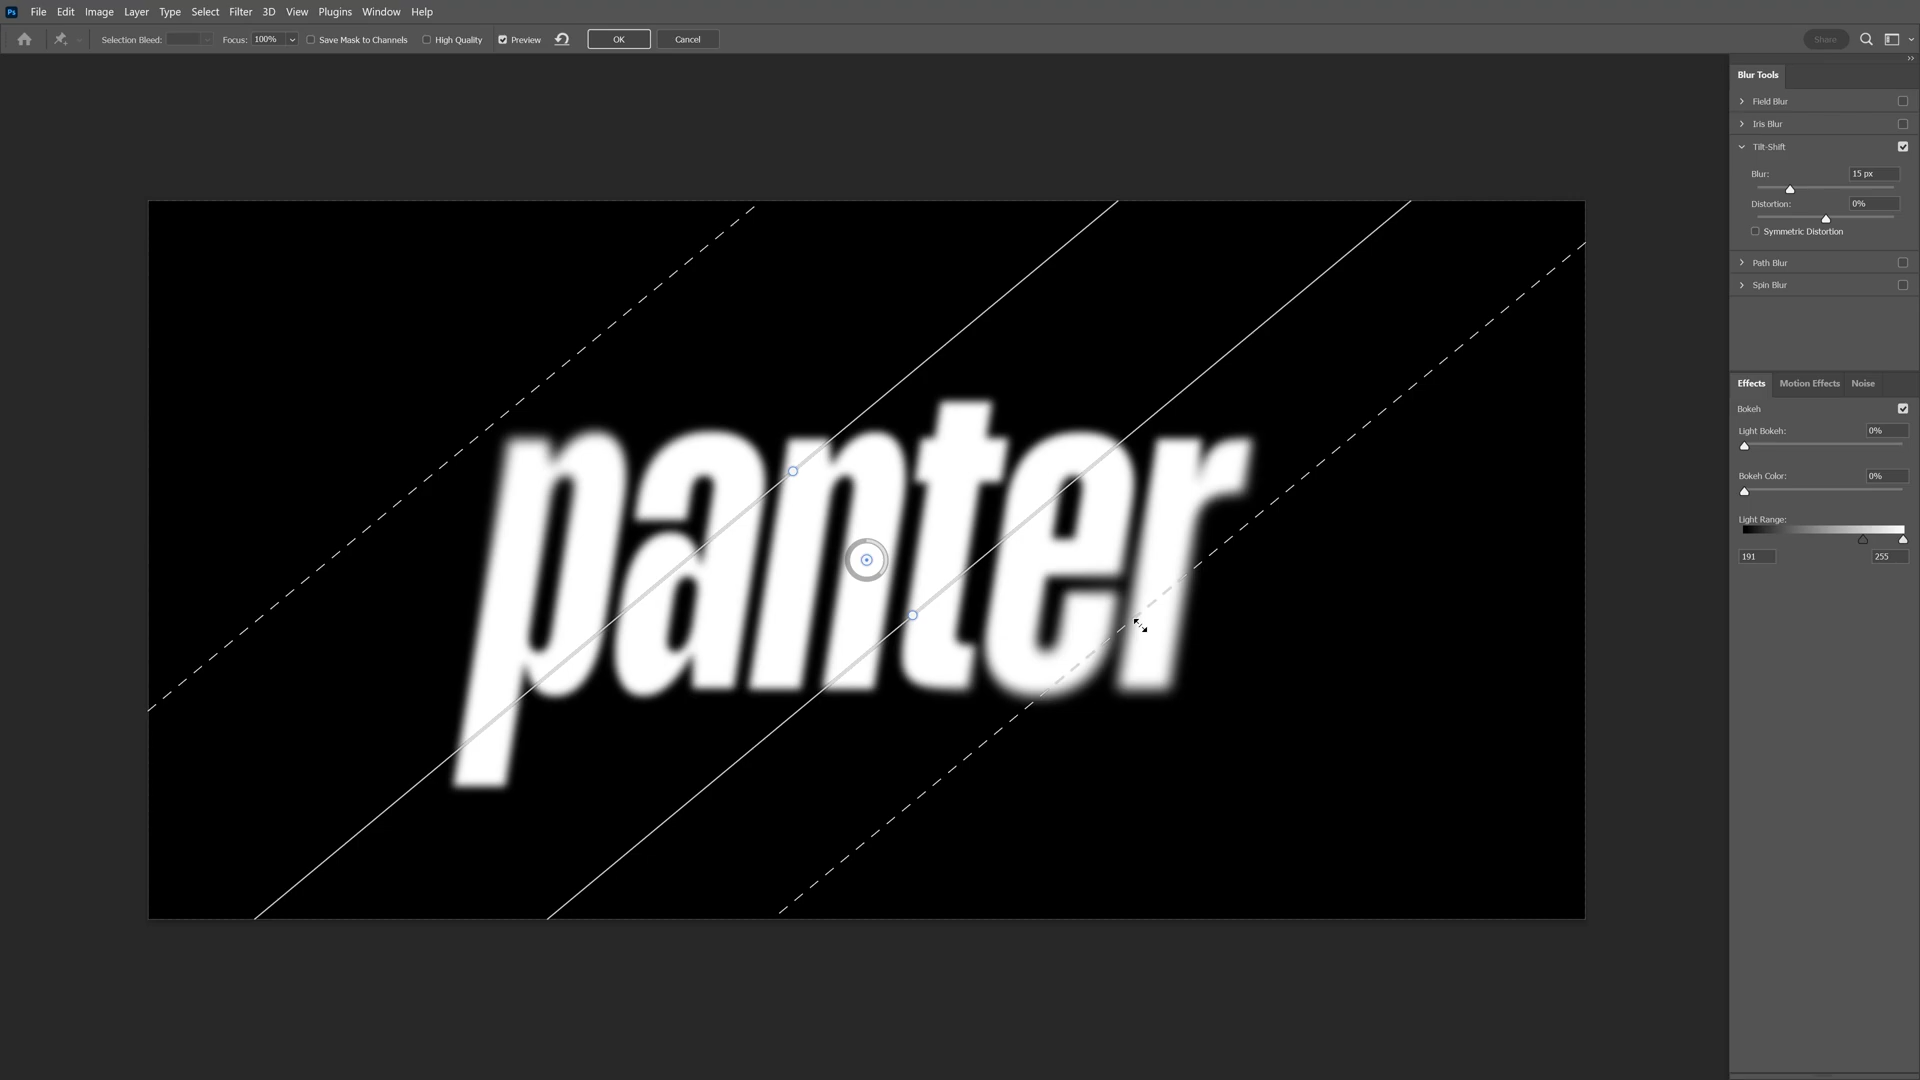 Ps File Edit Image Layer Type Select Filter 3D View Plugins Window Help
Selection Bleed: Focus: 100% Save Mask to Channels High Quality Preview OK Cancel Share
Blur Tools
Field Blur
Iris Blur
Tilt-Shift
Blur: 15 px
Distortion: 0%
Symmetric Distortion
Path Blur
Spin Blur
Effects Motion Effects Noise
Bokeh
Light Bokeh: 0%
Bokeh Color: 0%
Light Range:
191 255
panter